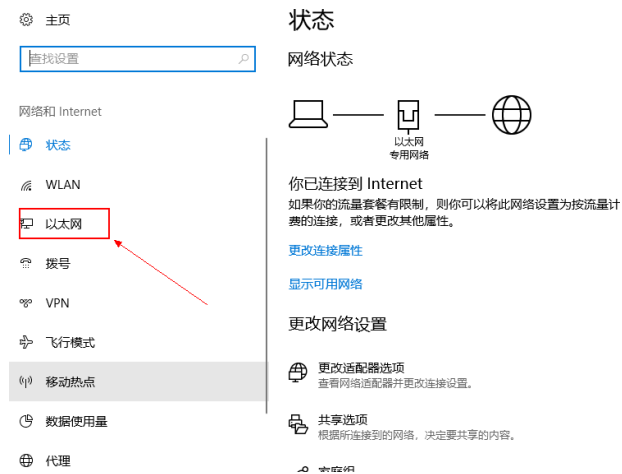 主页
查找设置
网络和 Internet
状态
WLAN
以太网
拨号
VPN
飞行模式
移动热点
数据使用量
代理
状态
网络状态
以太网
专用网络
你已连接到 Internet
如果你的流量套餐有限制，则你可以将此网络设置为按流量计
费的连接，或者更改其他属性。
更改连接属性
显示可用网络
更改网络设置
更改适配器选项
查看网络适配器并更改连接设置。
共享选项
根据所连接到的网络，决定要共享的内容。
家庭组